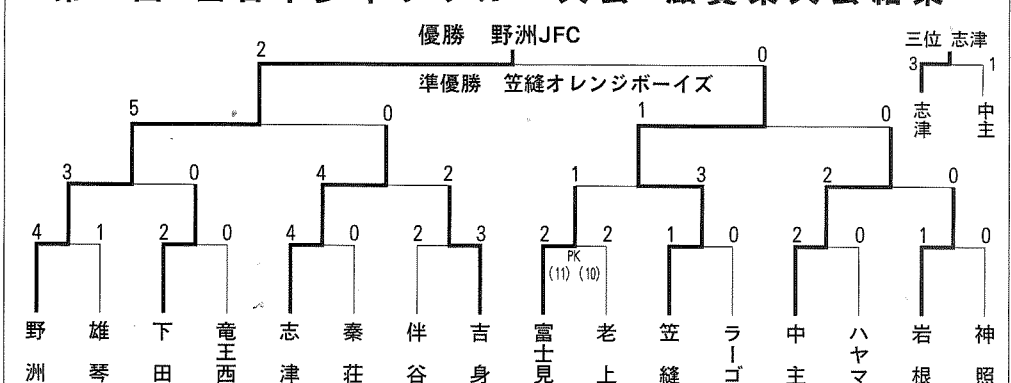 優勝 野洲JFC
準優勝 笠縫オレンジボーイズ
三位 志津
3 1
志津 中主
2 0
5 0 1 0
3 0 4 2 1 3 2 0
4 1 2 0 4 0 2 3 2 2 1 0 2 0 1 0
PK
(11) (10)
野洲 雄琴 下田 竜王西 志津 秦荘 伴谷 吉身 富士見 老上 笠縫 ラーゴ 中主 ハヤマ 岩根 神照